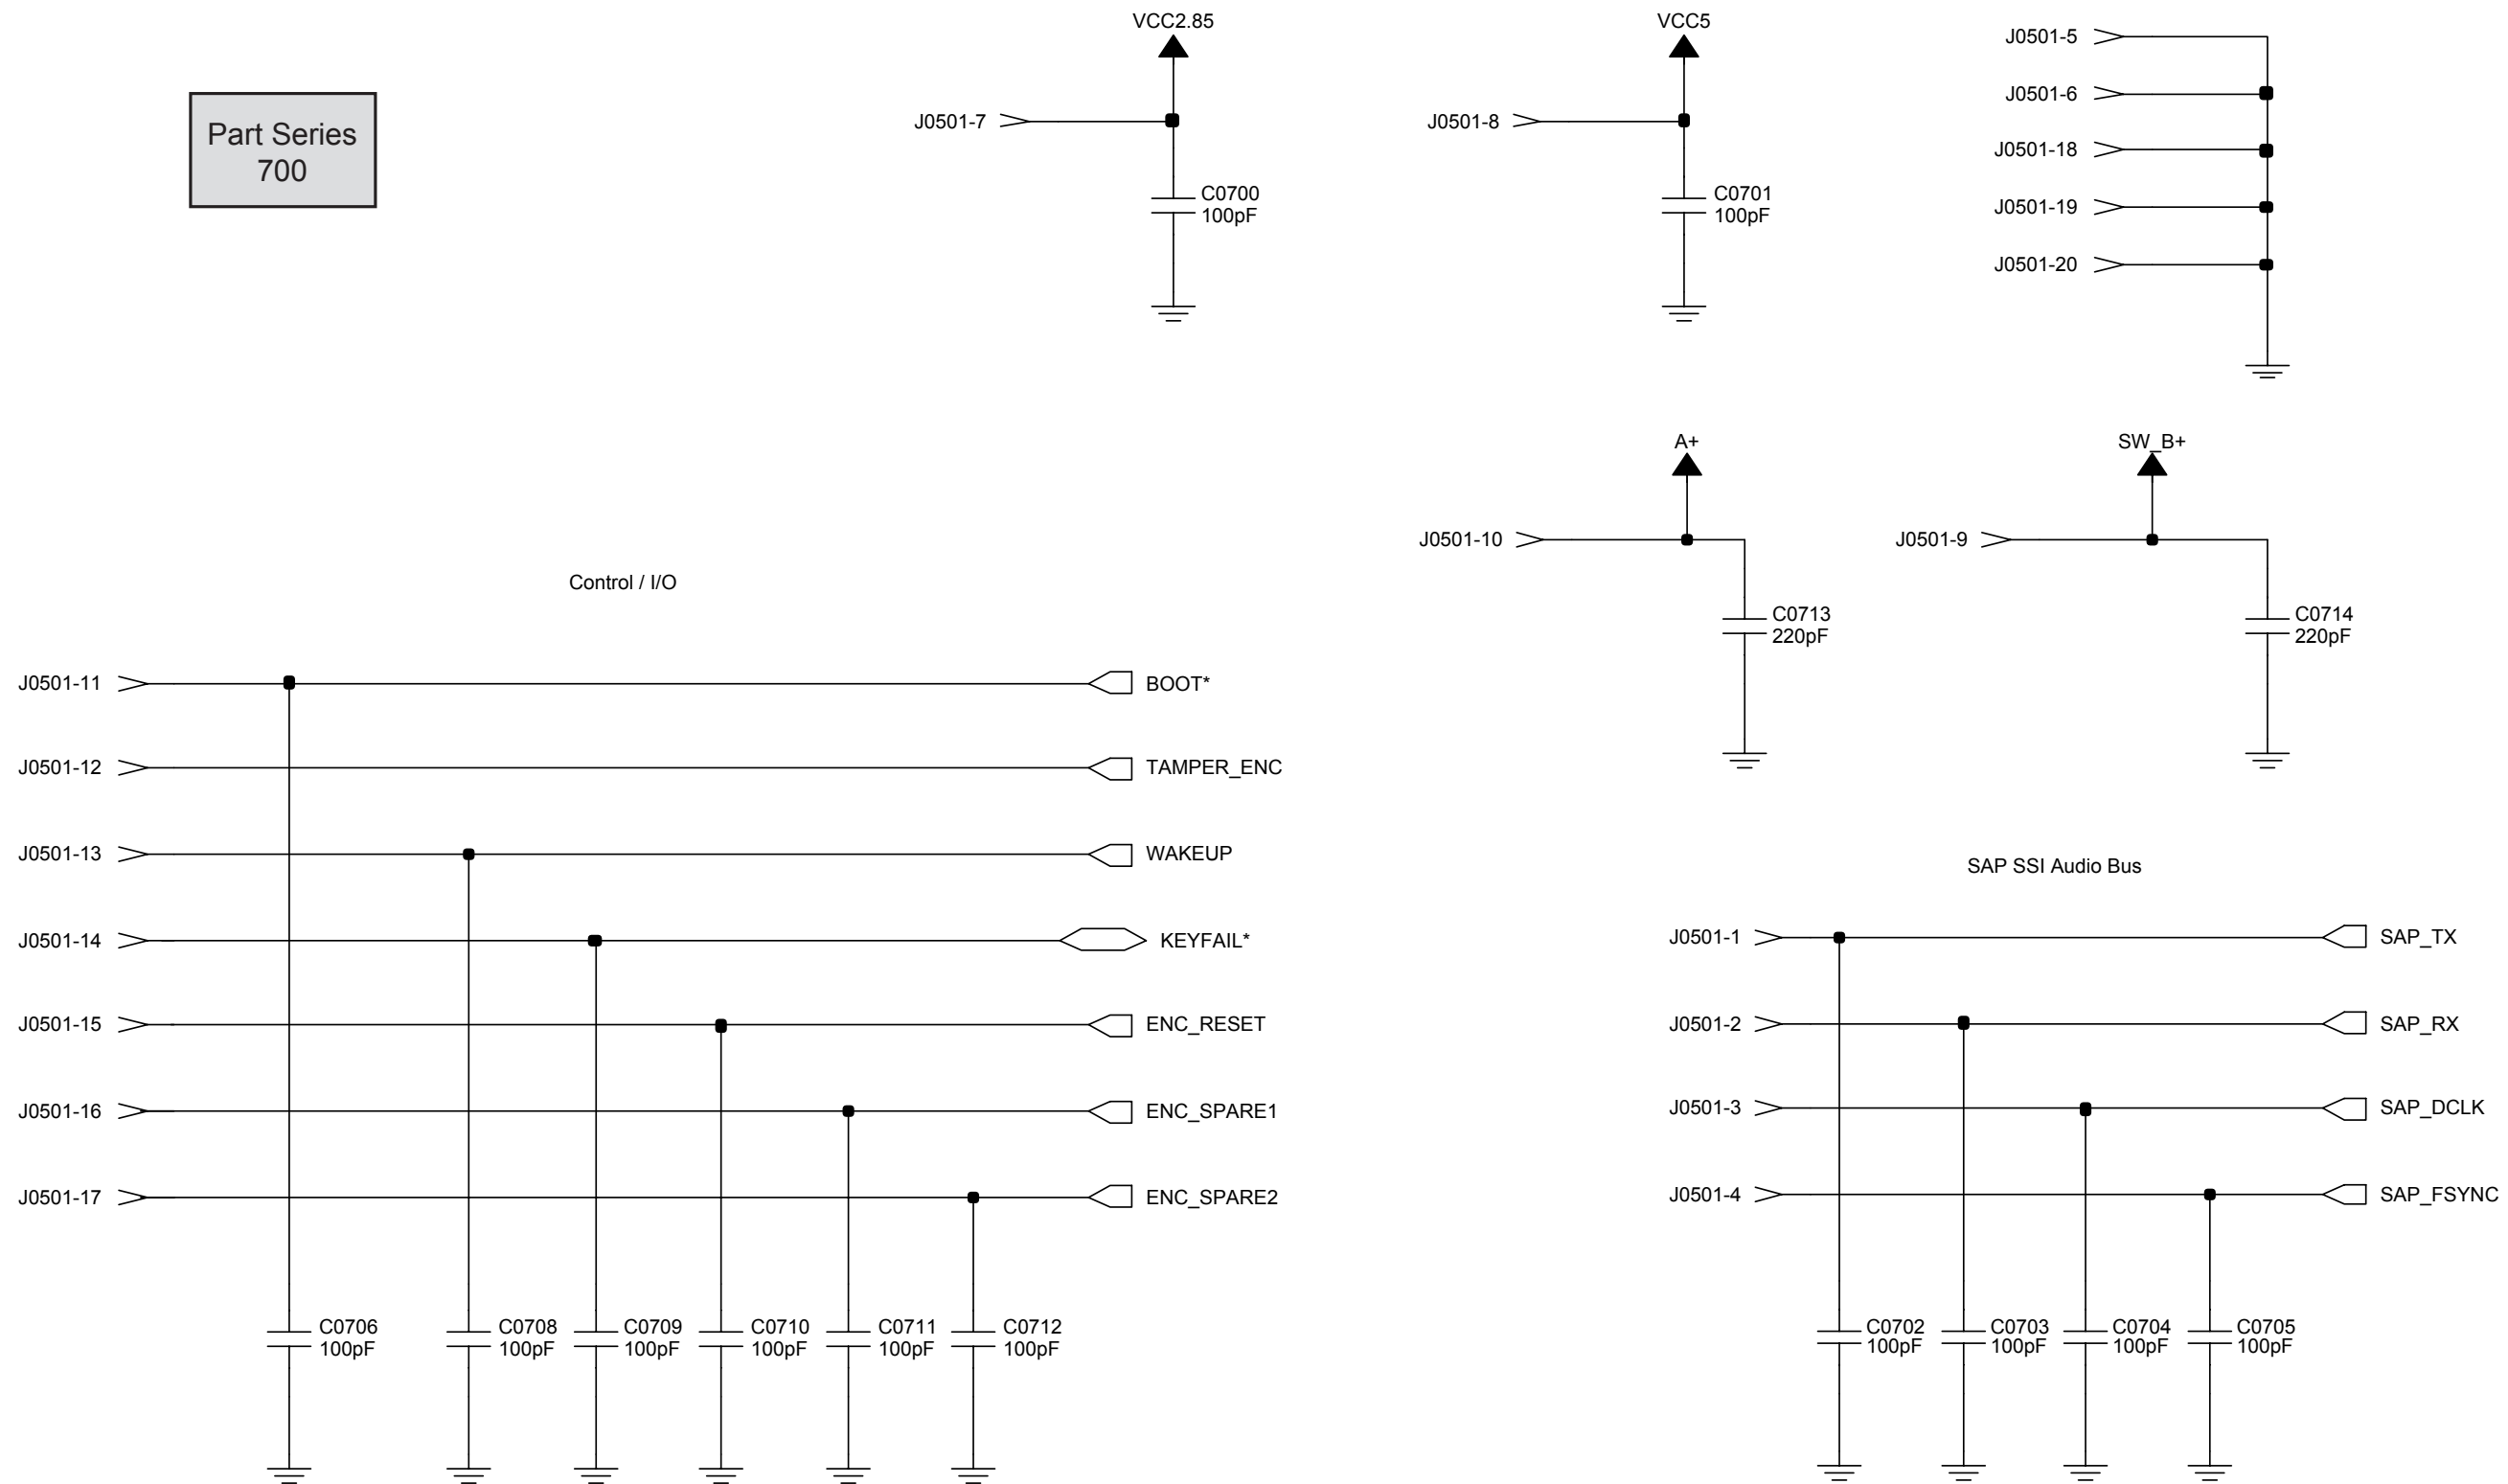 VCC2.85
VCC5
J0501-5
J0501-6
J0501-7
J0501-8
Part Series
700
J0501-18
C0700
100pF
C0701
100pF
J0501-19
J0501-20
A+
SW_B+
J0501-10
J0501-9
Control / I/O
C0713
220pF
C0714
220pF
J0501-11
BOOT*
J0501-12
TAMPER_ENC
J0501-13
WAKEUP
SAP SSI Audio Bus
J0501-14
KEYFAIL*
J0501-1
SAP_TX
J0501-15
ENC_RESET
J0501-2
SAP_RX
J0501-16
ENC_SPARE1
J0501-3
SAP_DCLK
J0501-17
ENC_SPARE2
J0501-4
SAP_FSYNC
C0706
100pF
C0708
100pF
C0709
100pF
C0710
100pF
C0711
100pF
C0712
100pF
C0702
100pF
C0703
100pF
C0704
100pF
C0705
100pF